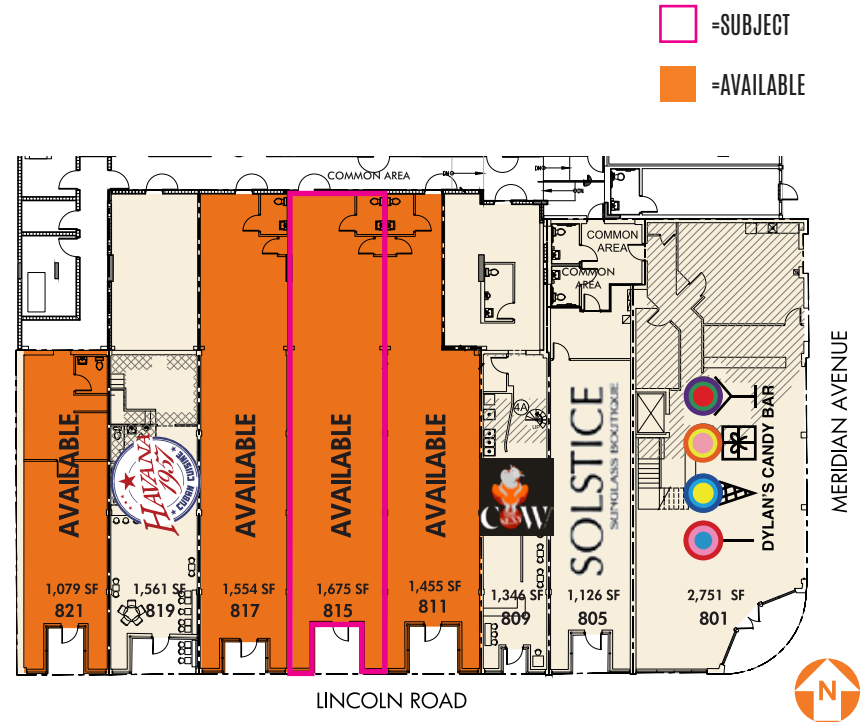 =SUBJECT
=AVAILABLE
COMMON AREA
DN
DN
COMMON
AREA
COMMON
AREA
AVAILABLE
1,079 SF
821
HAVANA
1957
CUBAN CUISINE
1,561 SF
819
AVAILABLE
1,554 SF
817
AVAILABLE
1,675 SF
815
AVAILABLE
1,455 SF
811
4A
1,346 SF
809
SOLSTICE
SUNGLASS BOUTIQUE
1,126 SF
805
DYLAN'S CANDY BAR
2,751 SF
801
MERIDIAN AVENUE
LINCOLN ROAD
N